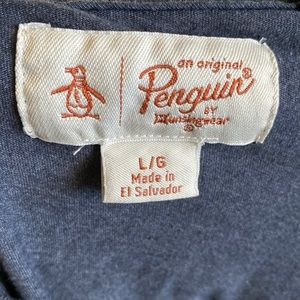 an original
Penguin®
BY
Munsingwear®
L/G
Made in
El Salvador